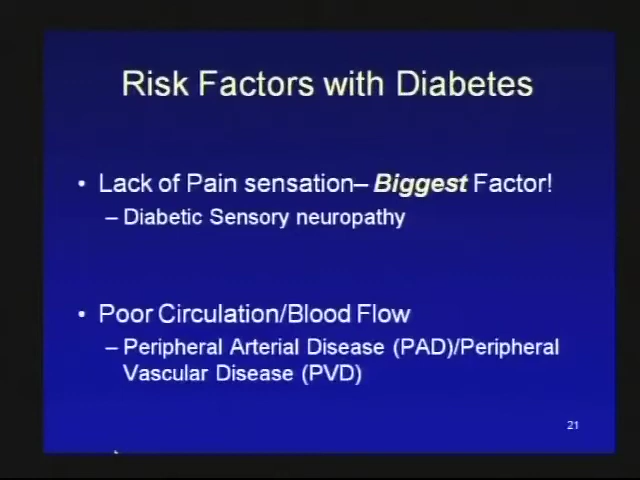 Risk Factors with Diabetes
• Lack of Pain sensation– Biggest Factor!
– Diabetic Sensory neuropathy
• Poor Circulation/Blood Flow
– Peripheral Arterial Disease (PAD)/Peripheral
Vascular Disease (PVD)
21